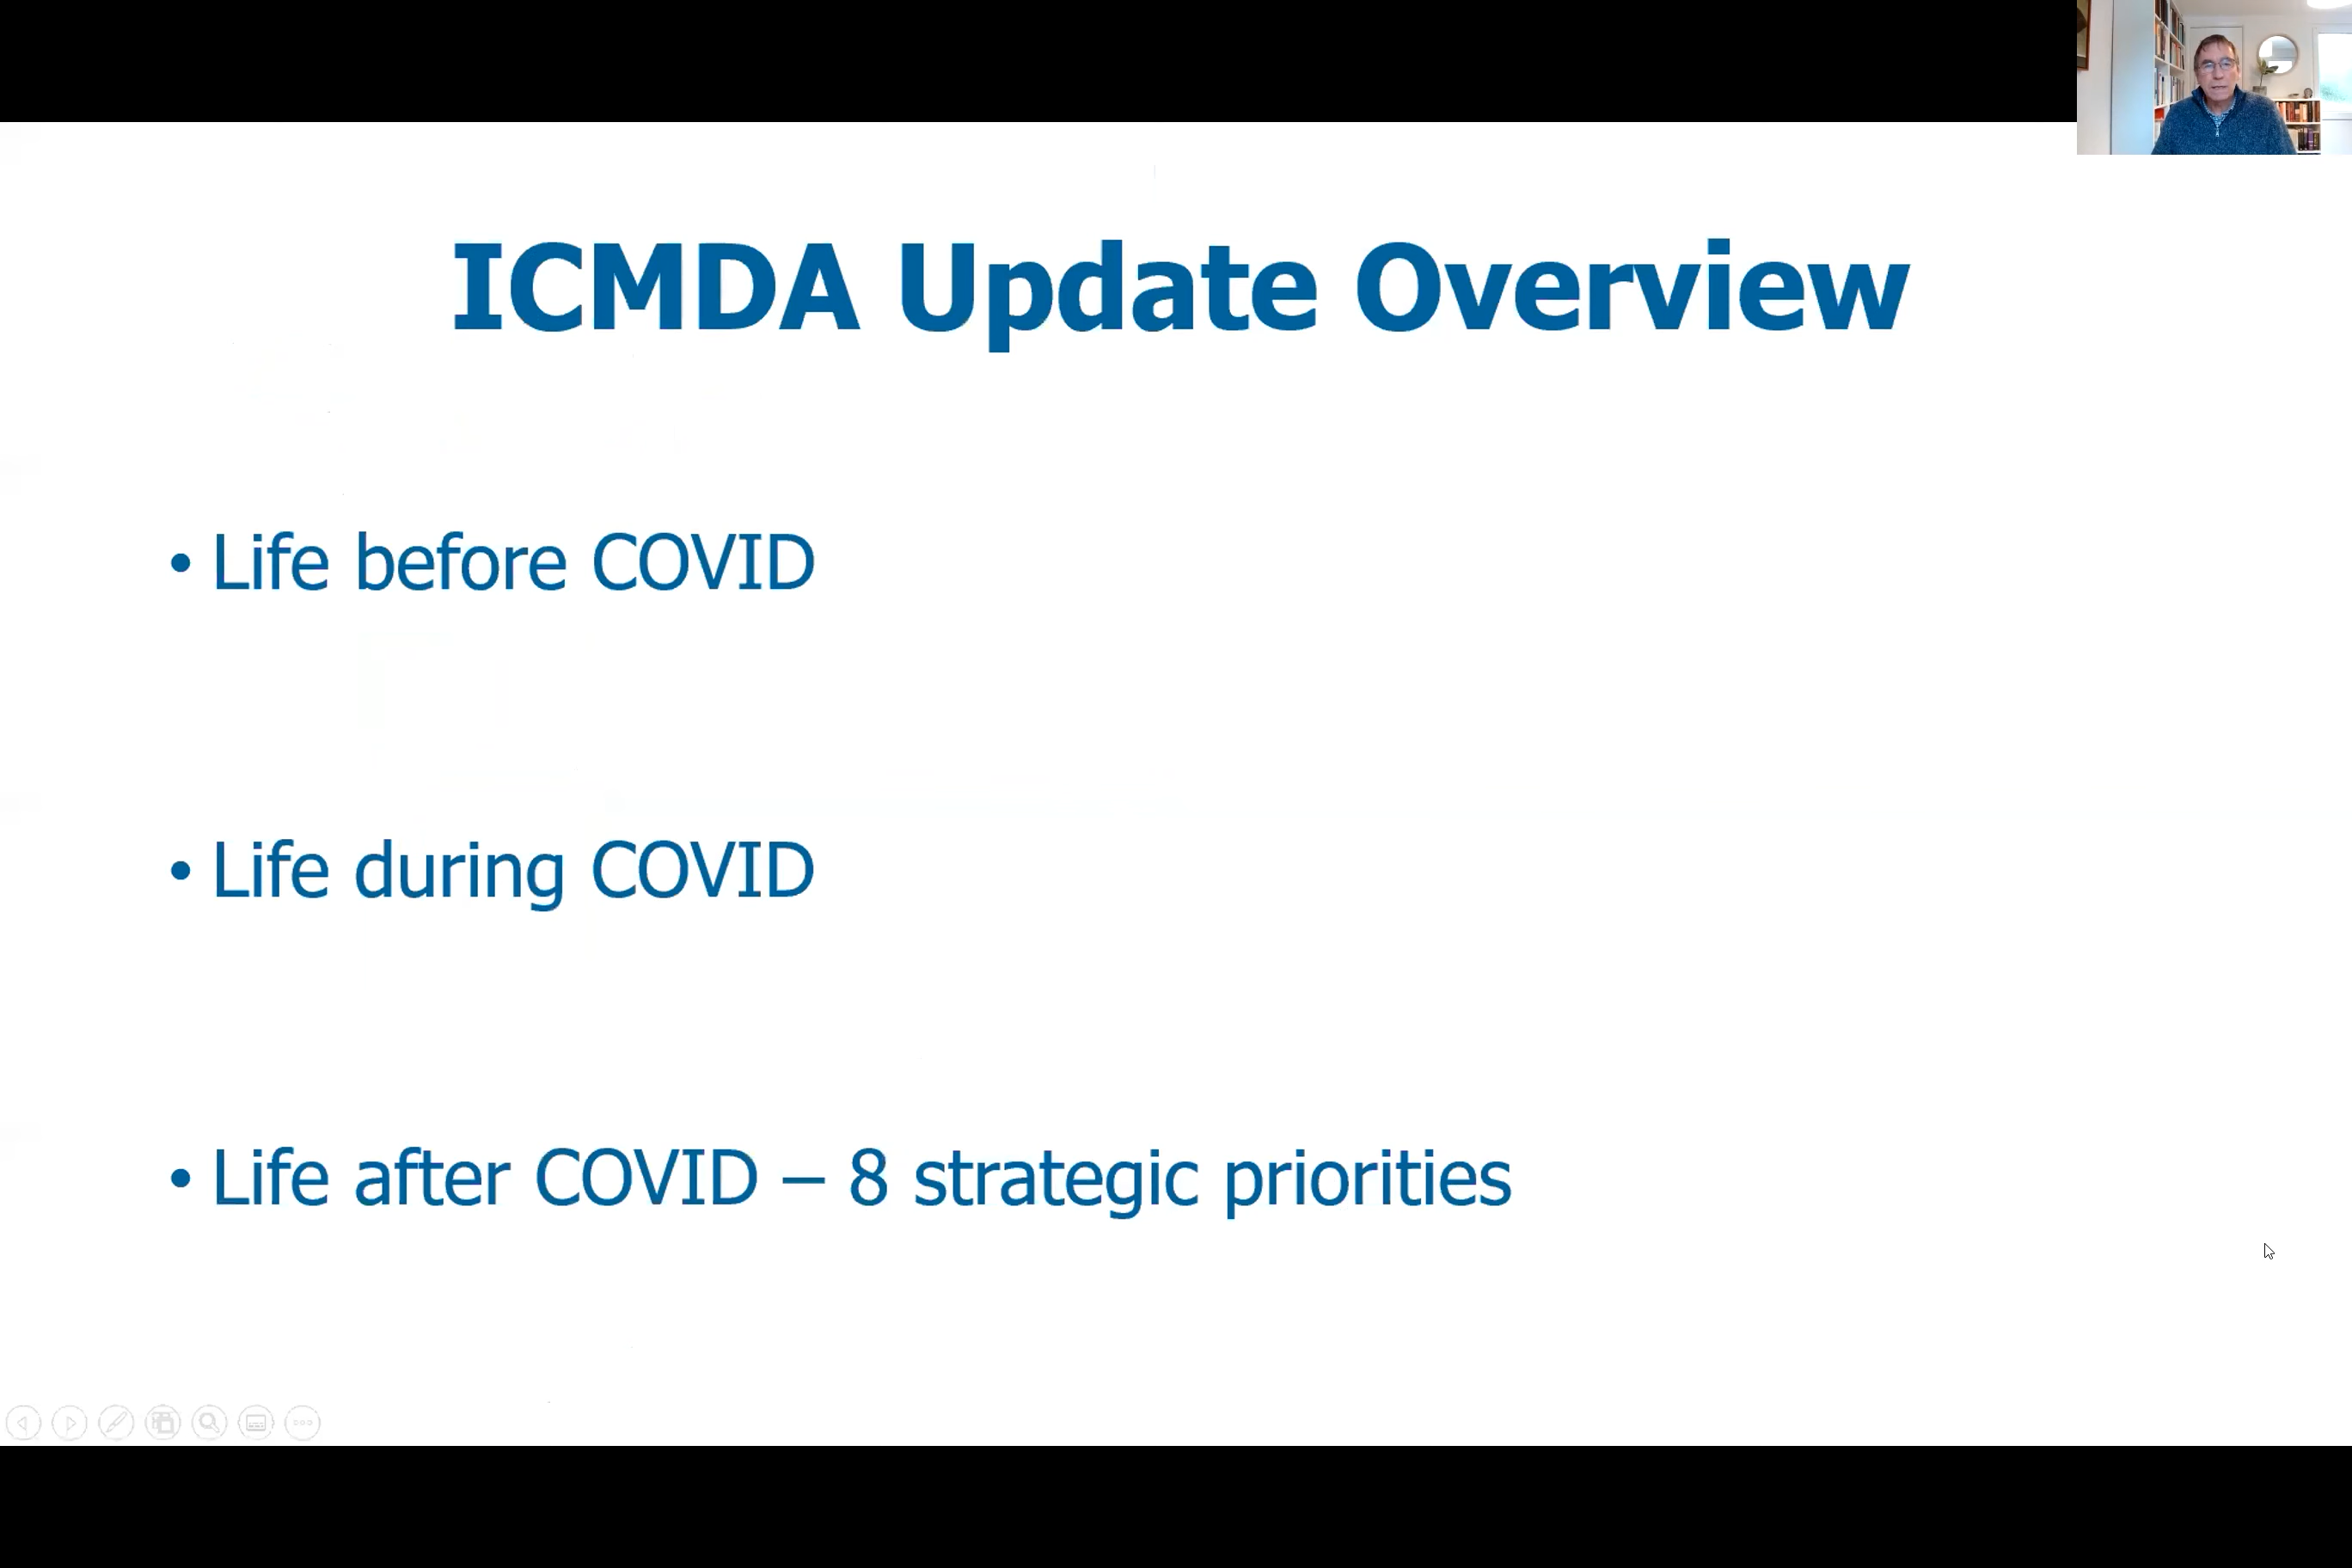 ICMDA Update Overview
• Life before COVID
• Life during COVID
• Life after COVID – 8 strategic priorities